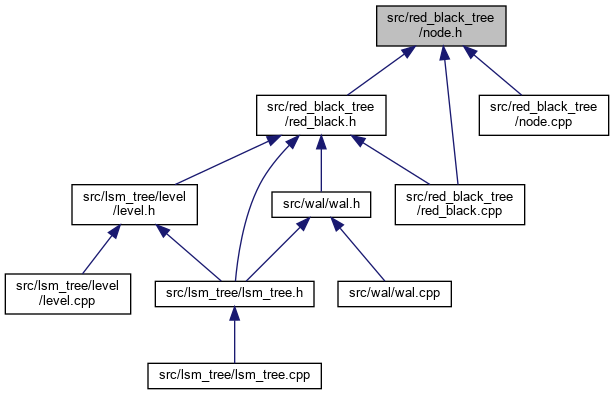 src/red_black_tree
/node.h
src/red_black_tree
/red_black.h
src/red_black_tree
/node.cpp
src/lsm_tree/level
/level.h
src/wal/wal.h
src/red_black_tree
/red_black.cpp
src/lsm_tree/level
/level.cpp
src/lsm_tree/lsm_tree.h
src/wal/wal.cpp
src/lsm_tree/lsm_tree.cpp